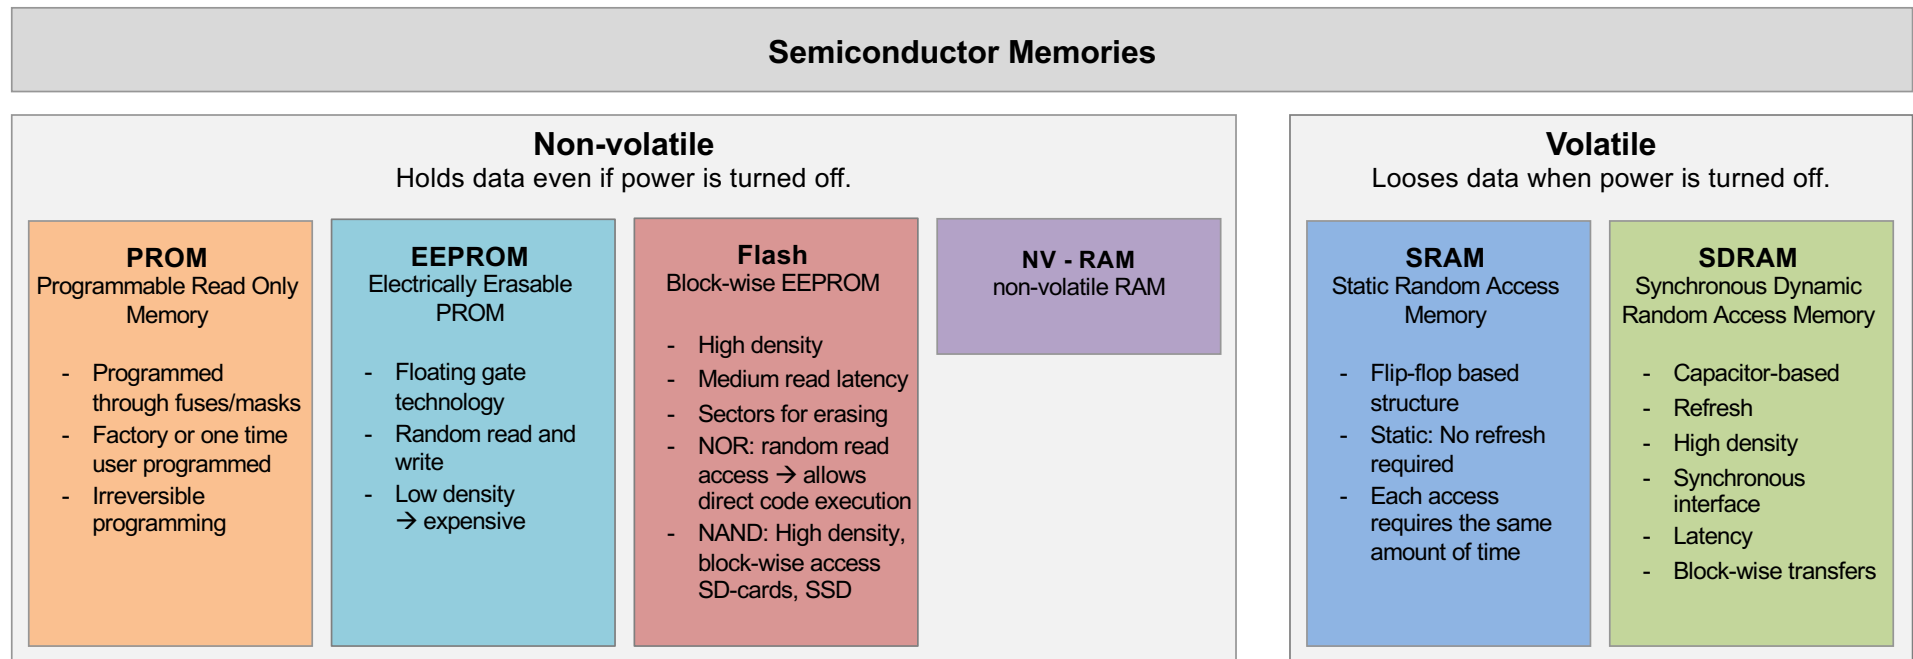 Semiconductor Memories
Non-volatile
Holds data even if power is turned off.
PROM
Programmable Read Only
Memory
- Programmed
through fuses/masks
- Factory or one time
user programmed
- Irreversible
programming
EEPROM
Electrically Erasable
PROM
- Floating gate
technology
- Random read and
write
- Low density
→ expensive
Flash
Block-wise EEPROM
- High density
- Medium read latency
- Sectors for erasing
- NOR: random read
access → allows
direct code execution
- NAND: High density,
block-wise access
SD-cards, SSD
NV - RAM
non-volatile RAM
Volatile
Looses data when power is turned off.
SRAM
Static Random Access
Memory
- Flip-flop based
structure
- Static: No refresh
required
- Each access
requires the same
amount of time
SDRAM
Synchronous Dynamic
Random Access Memory
- Capacitor-based
- Refresh
- High density
- Synchronous
interface
- Latency
- Block-wise transfers